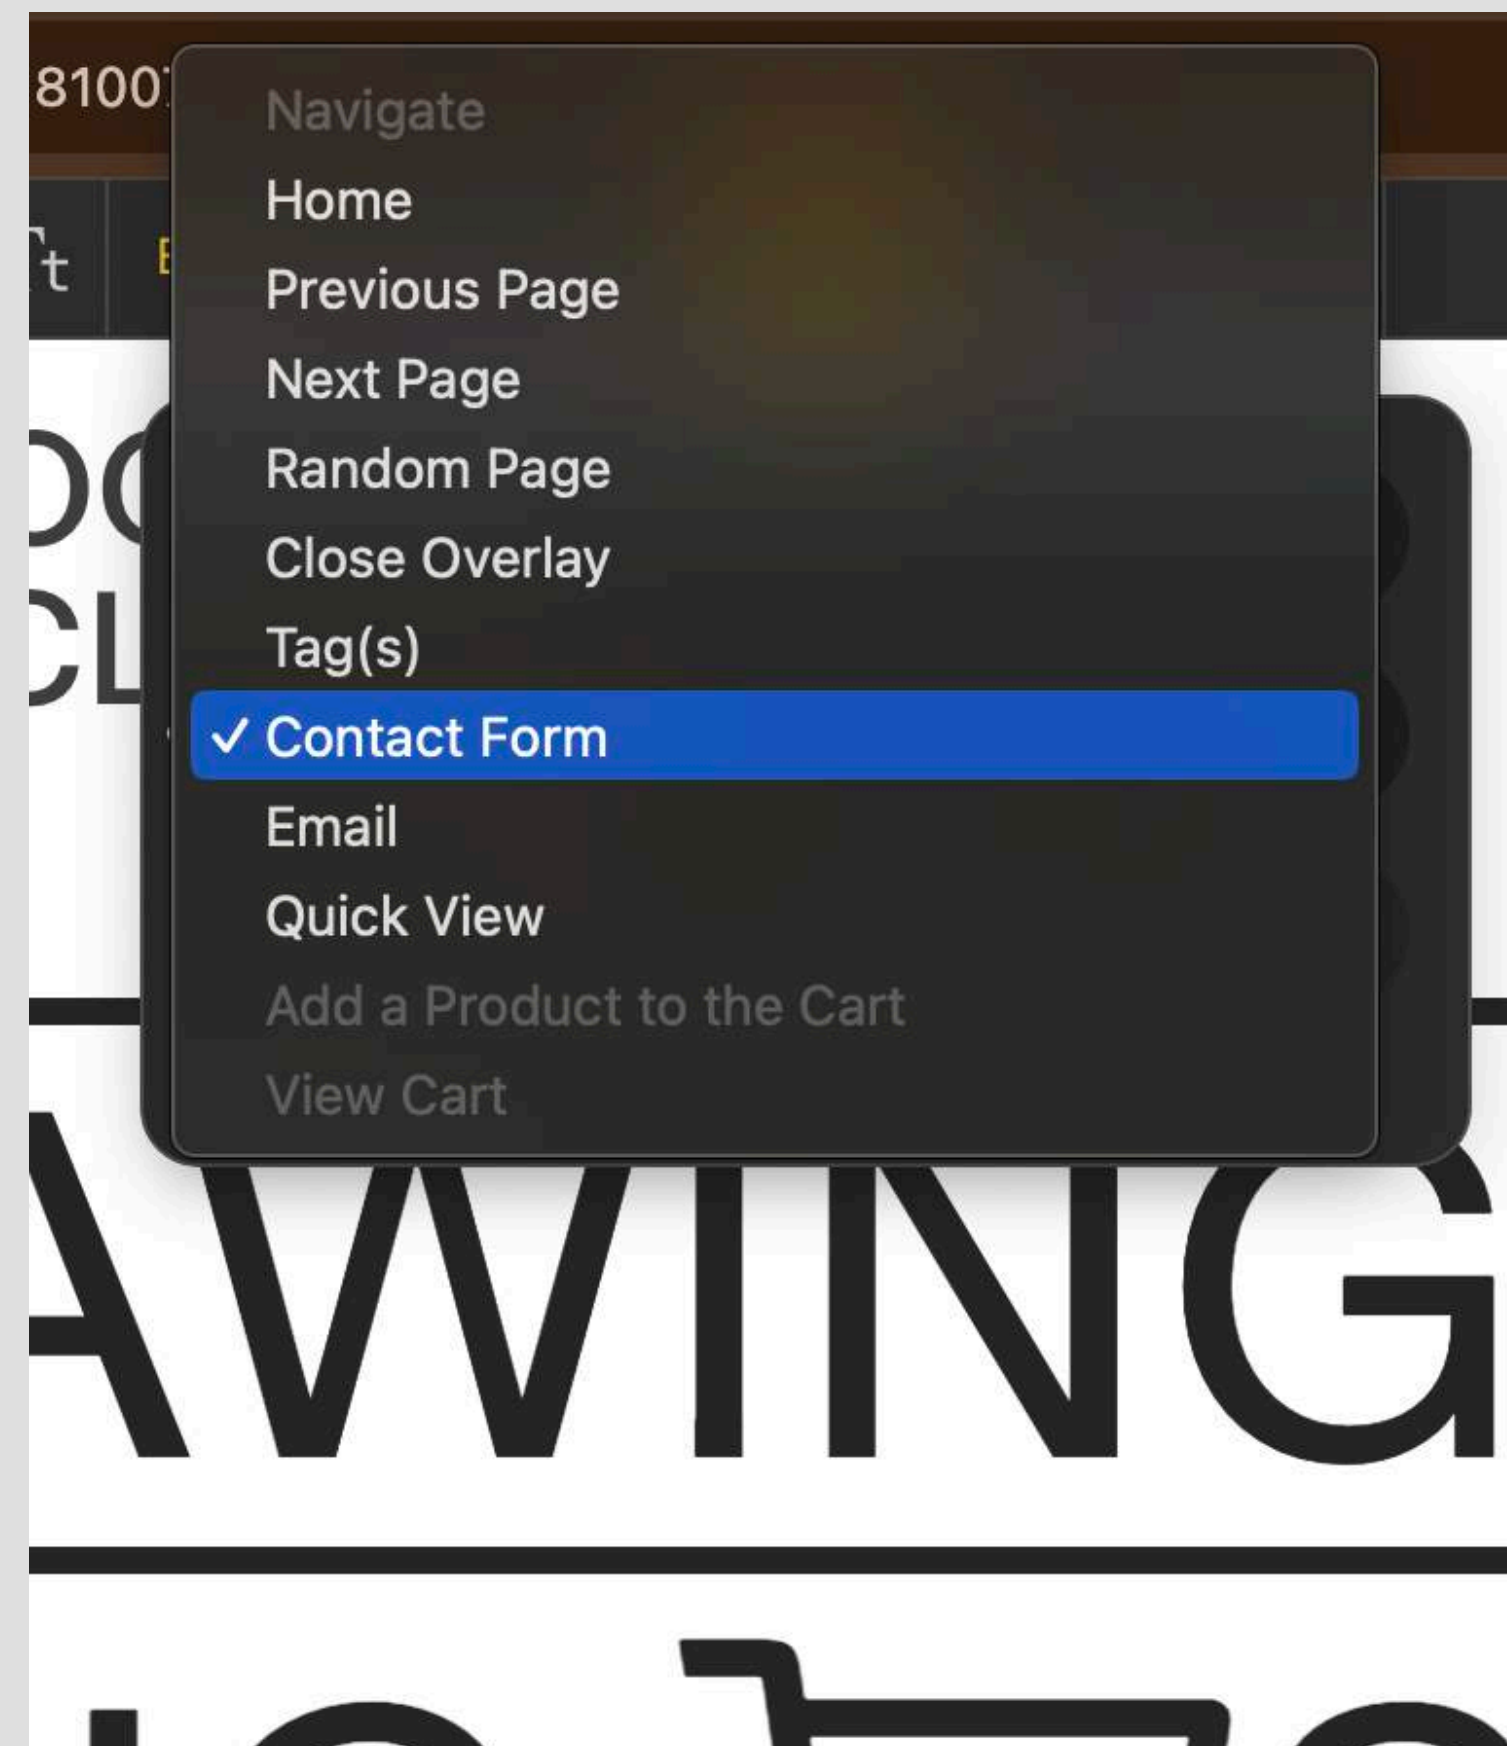 8100
Navigate
Home
Previous Page
Next Page
Random Page
Close Overlay
Tag(s)
✓ Contact Form
Email
Quick View
Add a Product to the Cart
View Cart
AWING